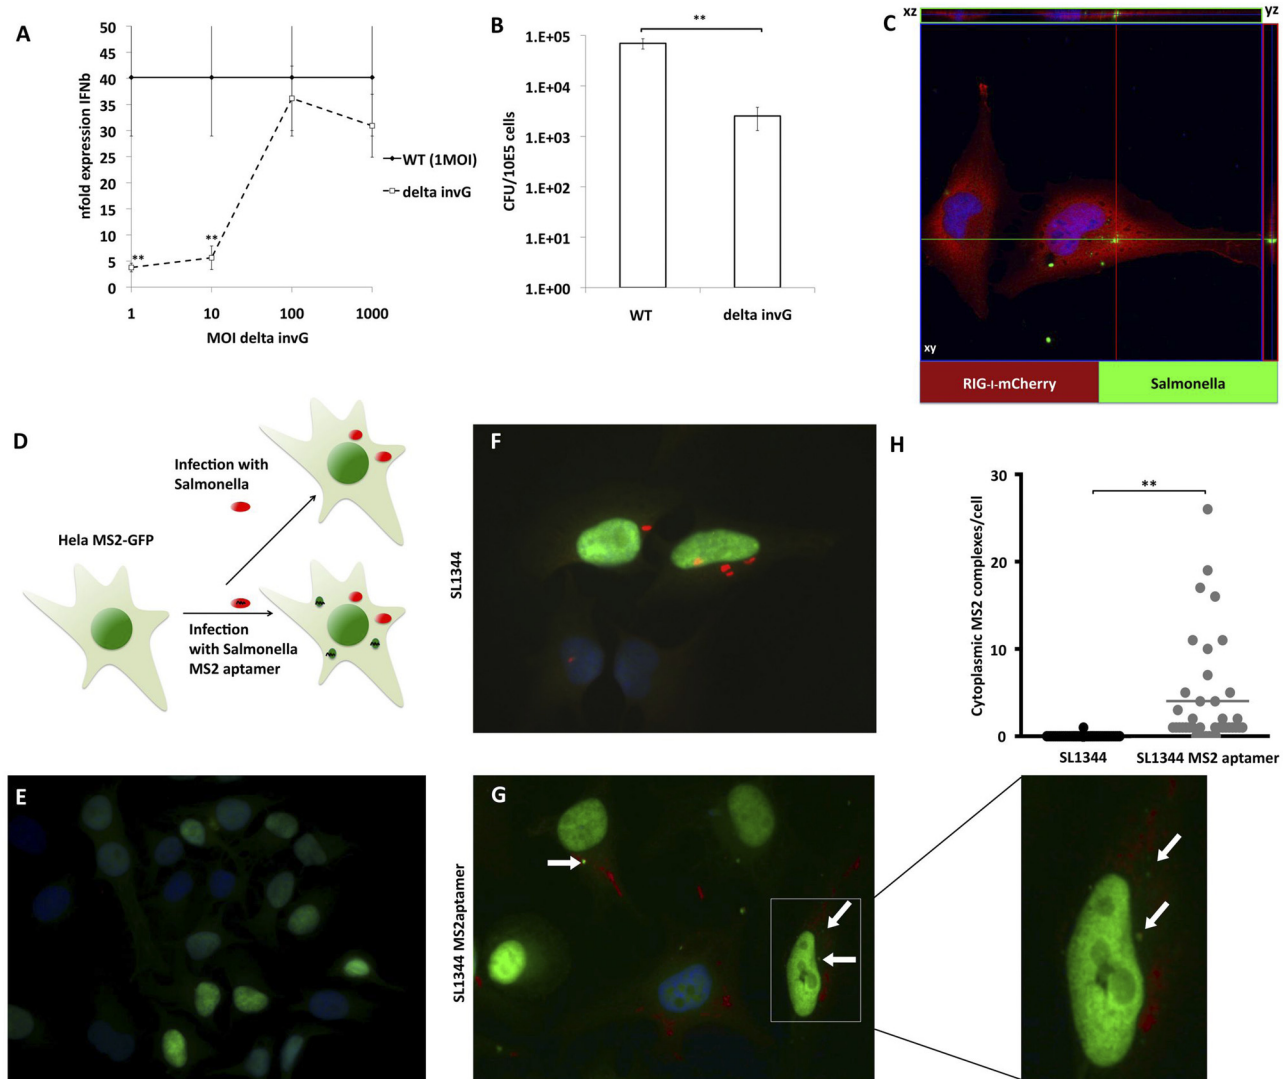 A
nfold expression IFNb
50
45
40
35
30
25
20
15
10
5
0
**
**
1
10
100
1000
MOI delta invG
WT (1MOI)
delta invG
B
CFU/10E5 cells
**
1.E+05
1.E+04
1.E+03
1.E+02
1.E+01
1.E+00
WT
delta invG
C
xz
yz
xy
RIG-I-mCherry
Salmonella
D
Hela MS2-GFP
Infection with
Salmonella
Infection
with Salmonella
MS2 aptamer
F
SL1344
H
Cytoplasmic MS2 complexes/cell
30
20
10
0
**
SL1344
SL1344 MS2 aptamer
E
G
SL1344 MS2aptamer